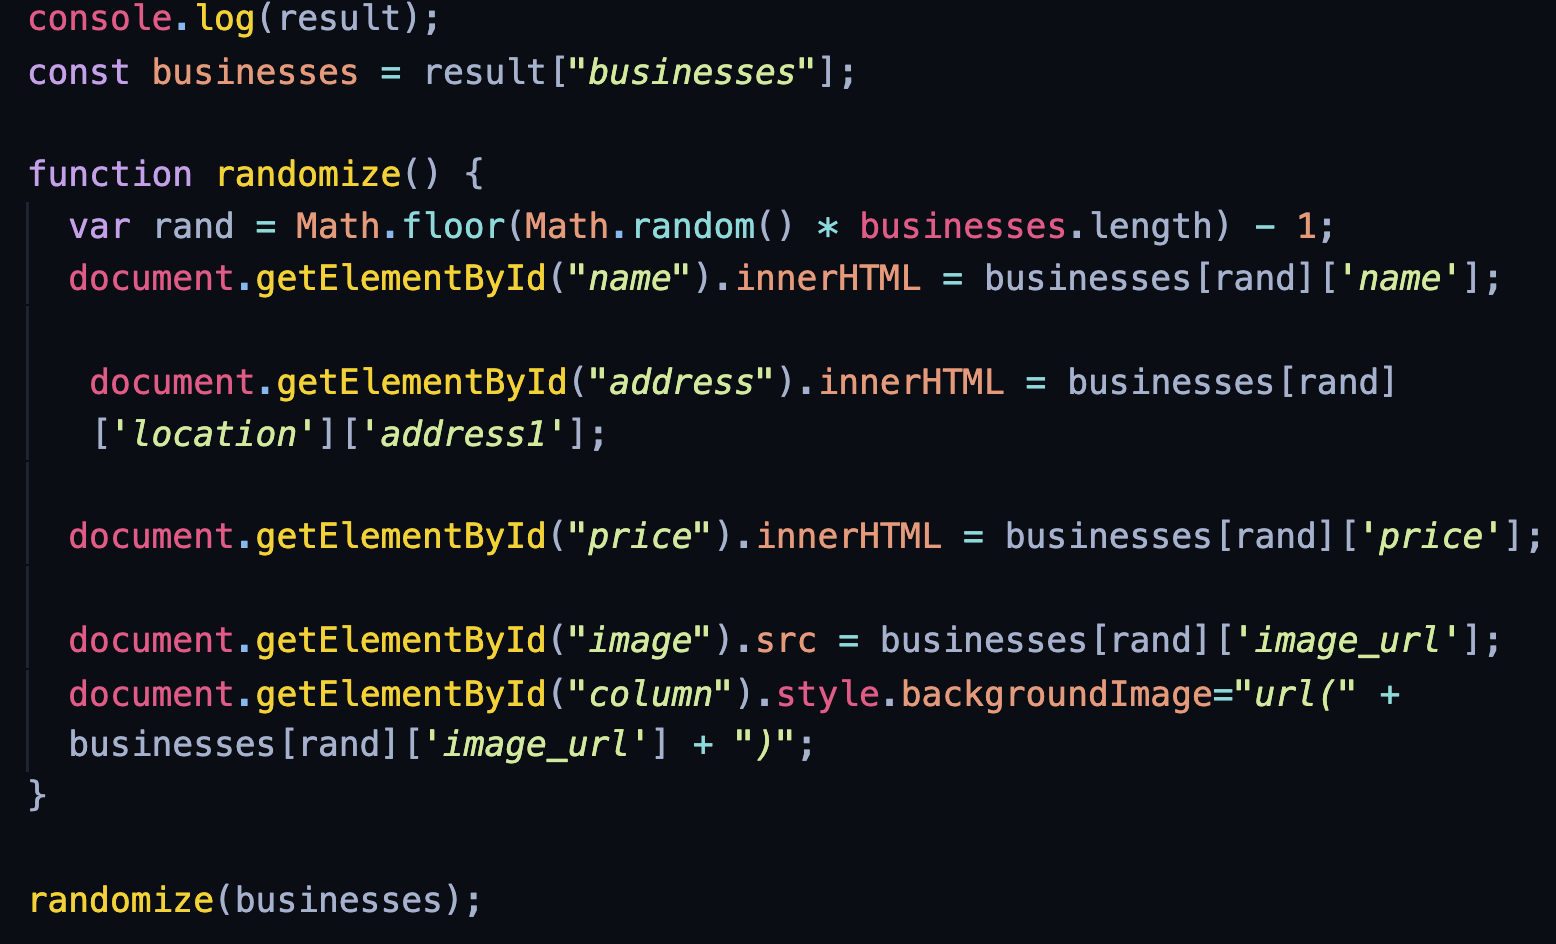 console.log(result);
const businesses = result["businesses"];
function randomize() {
var rand = Math.floor(Math.random() * businesses.length) - 1;
document.getElementById("name").innerHTML = businesses[rand]['name'];
document.getElementById("address").innerHTML = businesses[rand]
['location']['address1'];
document.getElementById("price").innerHTML = businesses[rand]['price'];
document.getElementById("image").src = businesses[rand]['image_url'];
document.getElementById("column").style.backgroundImage="url(" +
businesses[rand]['image_url'] + ")";
}
randomize(businesses);